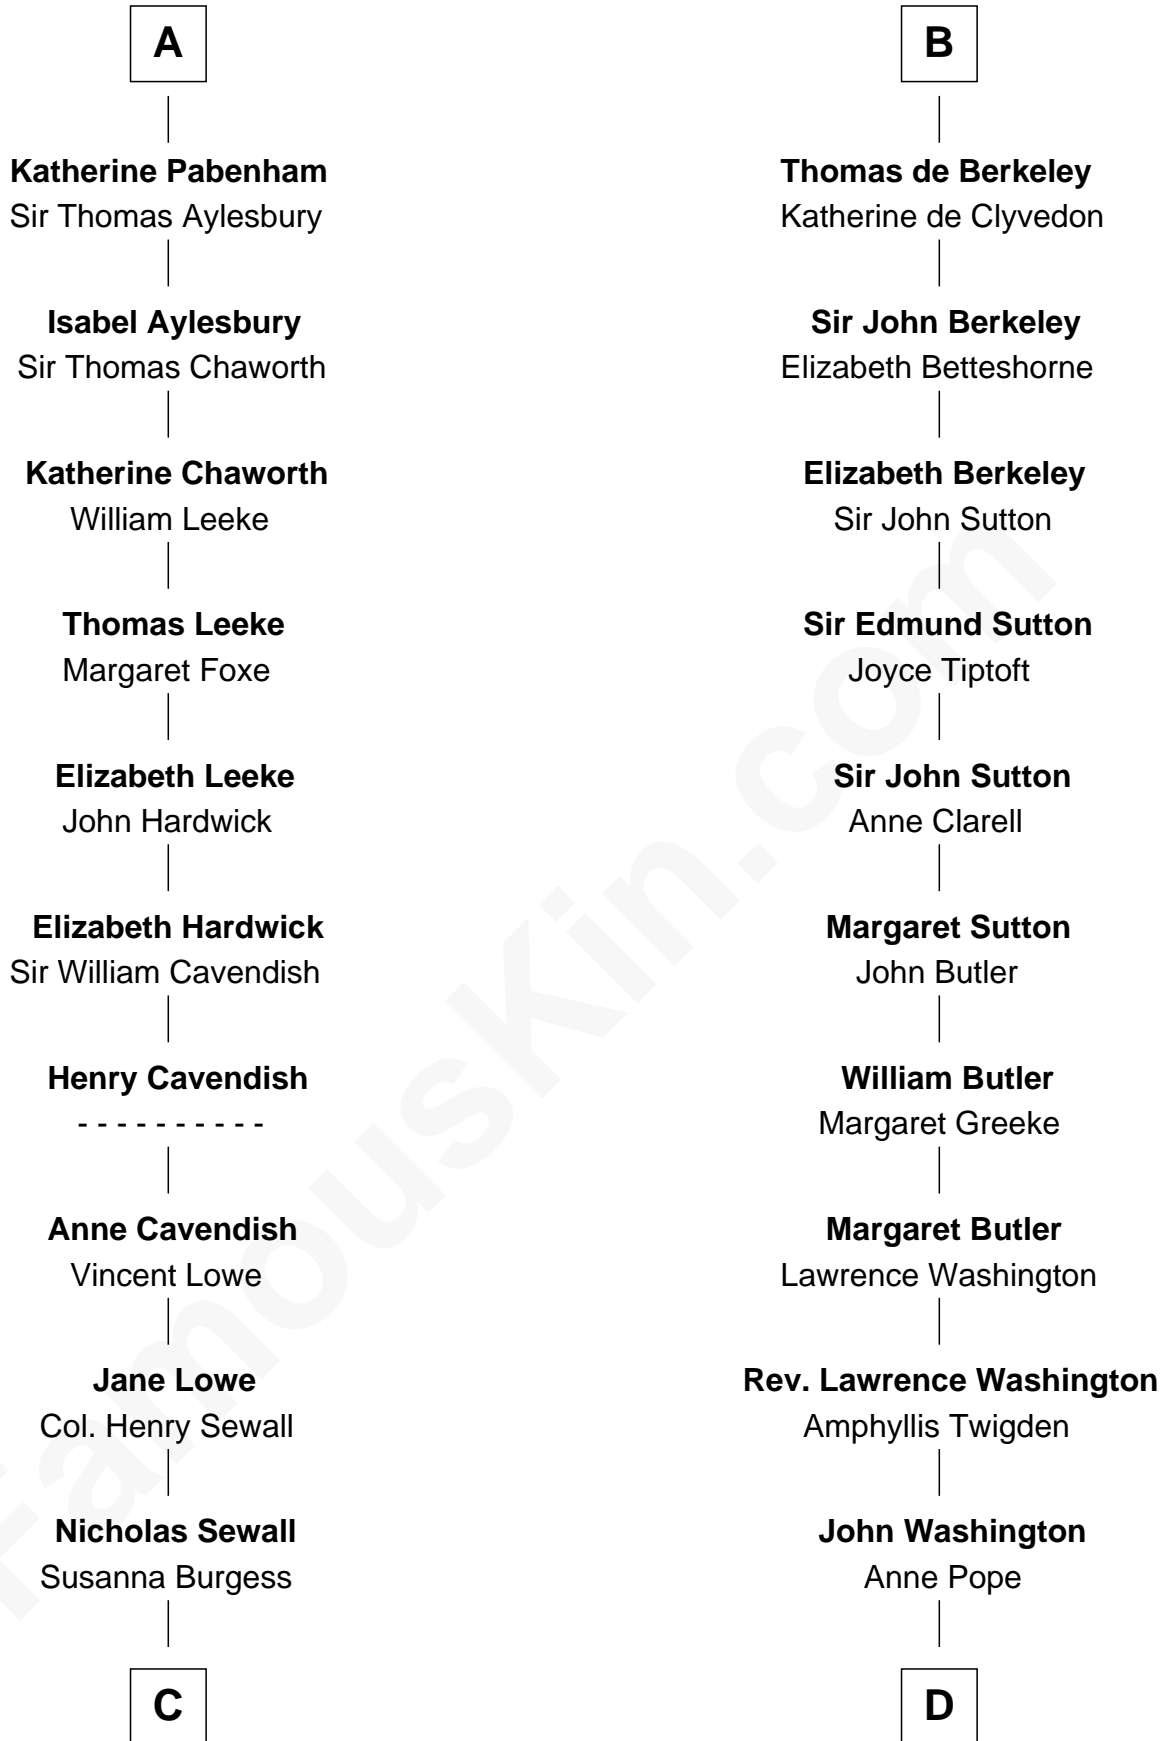 A
Katherine Pabenham
Sir Thomas Aylesbury
Isabel Aylesbury
Sir Thomas Chaworth
Katherine Chaworth
William Leeke
Thomas Leeke
Margaret Foxe
Elizabeth Leeke
John Hardwick
Elizabeth Hardwick
Sir William Cavendish
Henry Cavendish
- - - - - - - - - -
Anne Cavendish
Vincent Lowe
Jane Lowe
Col. Henry Sewall
Nicholas Sewall
Susanna Burgess
C
B
Thomas de Berkeley
Katherine de Clyvedon
Sir John Berkeley
Elizabeth Betteshorne
Elizabeth Berkeley
Sir John Sutton
Sir Edmund Sutton
Joyce Tiptoft
Sir John Sutton
Anne Clarell
Margaret Sutton
John Butler
William Butler
Margaret Greeke
Margaret Butler
Lawrence Washington
Rev. Lawrence Washington
Amphyllis Twigden
John Washington
Anne Pope
D
FamousKin.com